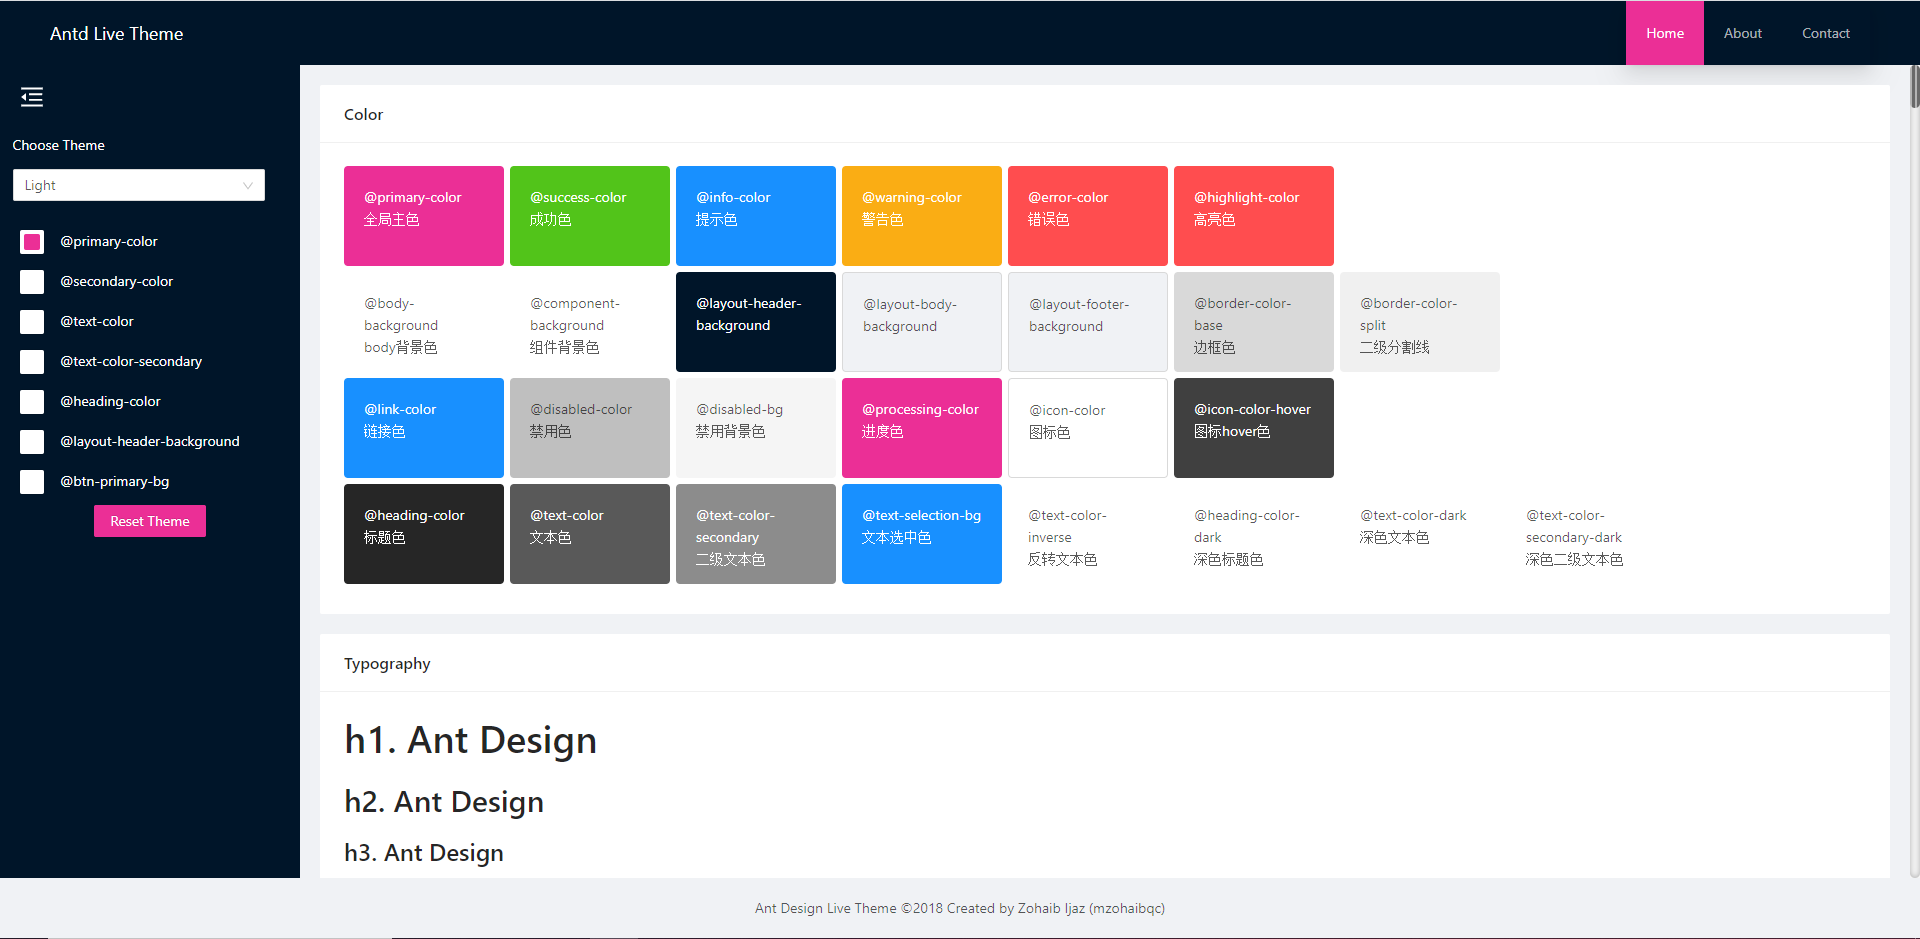 Antd Live Theme
Home
About
Contact
Choose Theme
Light
@primary-color
@secondary-color
@text-color
@text-color-secondary
@heading-color
@layout-header-background
@btn-primary-bg
Reset Theme
Color
@primary-color
全局主色
@success-color
成功色
@info-color
提示色
@warning-color
警告色
@error-color
错误色
@highlight-color
高亮色
@body-
background
body背景色
@component-
background
组件背景色
@layout-header-
background
@layout-body-
background
@layout-footer-
background
@border-color-
base
边框色
@border-color-
split
二级分割线
@link-color
链接色
@disabled-color
禁用色
@disabled-bg
禁用背景色
@processing-color
进度色
@icon-color
图标色
@icon-color-hover
图标hover色
@heading-color
标题色
@text-color
文本色
@text-color-
secondary
二级文本色
@text-selection-bg
文本选中色
@text-color-
inverse
反转文本色
@heading-color-
dark
深色标题色
@text-color-dark
深色文本色
@text-color-
secondary-dark
深色二级文本色
Typography
h1. Ant Design
h2. Ant Design
h3. Ant Design
Ant Design Live Theme ©2018 Created by Zohaib Ijaz (mzohaibqc)